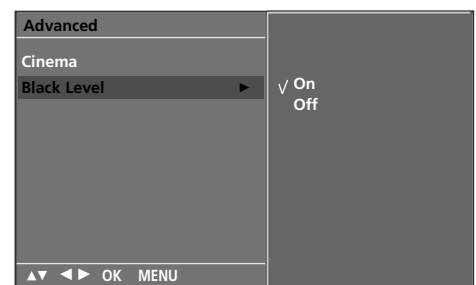 Advanced
Cinema
Black Level ►
√ On
Off
▲▼ ◄► OK MENU